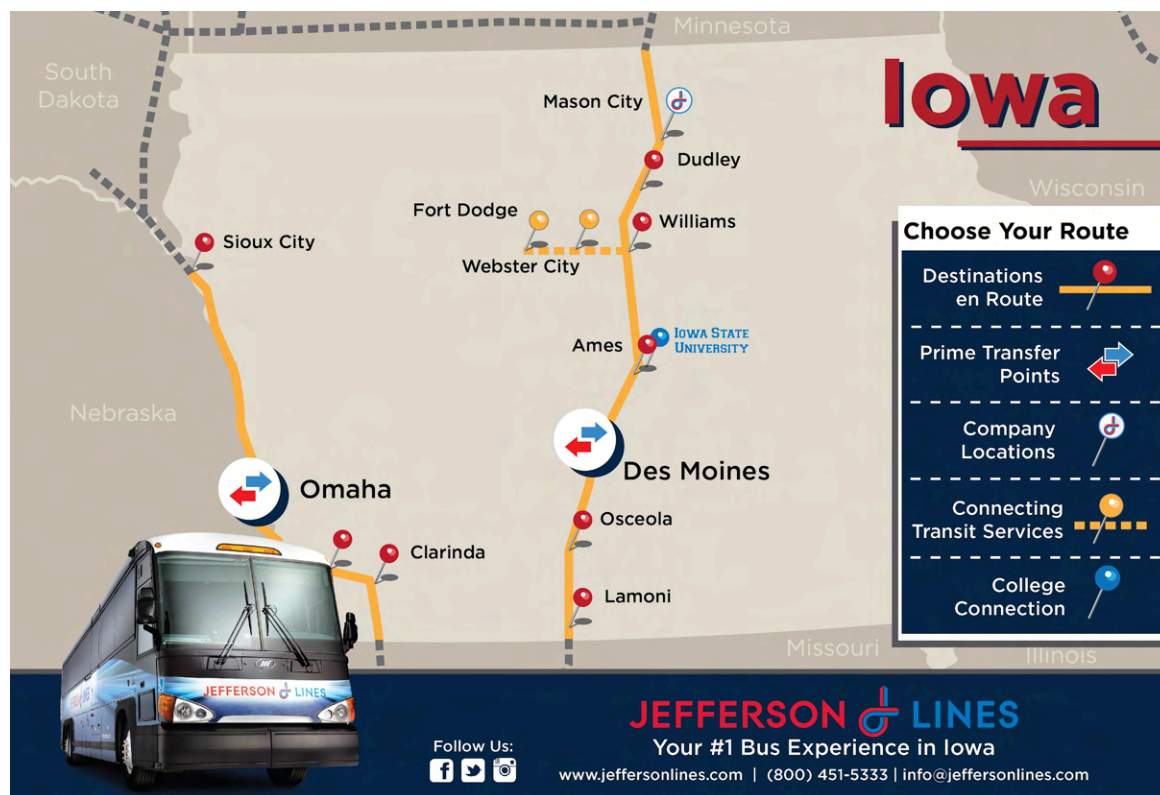 Minnesota
South
Dakota
Iowa
Mason City
Dudley
Wisconsin
Fort Dodge
Williams
Sioux City
Webster City
Choose Your Route
Destinations
en Route
Ames
IOWA STATE
UNIVERSITY
Prime Transfer
Points
Nebraska
Company
Locations
Des Moines
Omaha
Connecting
Transit Services
Osceola
Clarinda
College
Connection
Lamoni
Missouri
Illinois
JEFFERSON LINES
JEFFERSON LINES
Your #1 Bus Experience in Iowa
Follow Us:
www.jeffersonlines.com | (800) 451-5333 | info@jeffersonlines.com